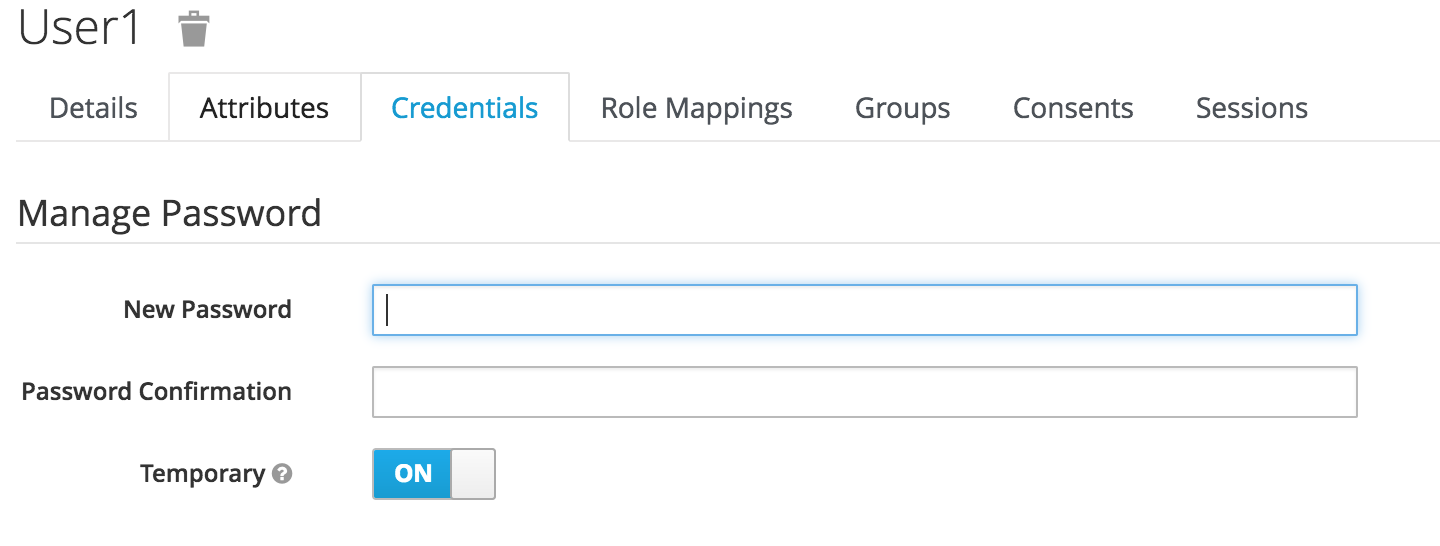 User1
Details Attributes Credentials Role Mappings Groups Consents Sessions
Manage Password
New Password
Password Confirmation
Temporary ?
ON